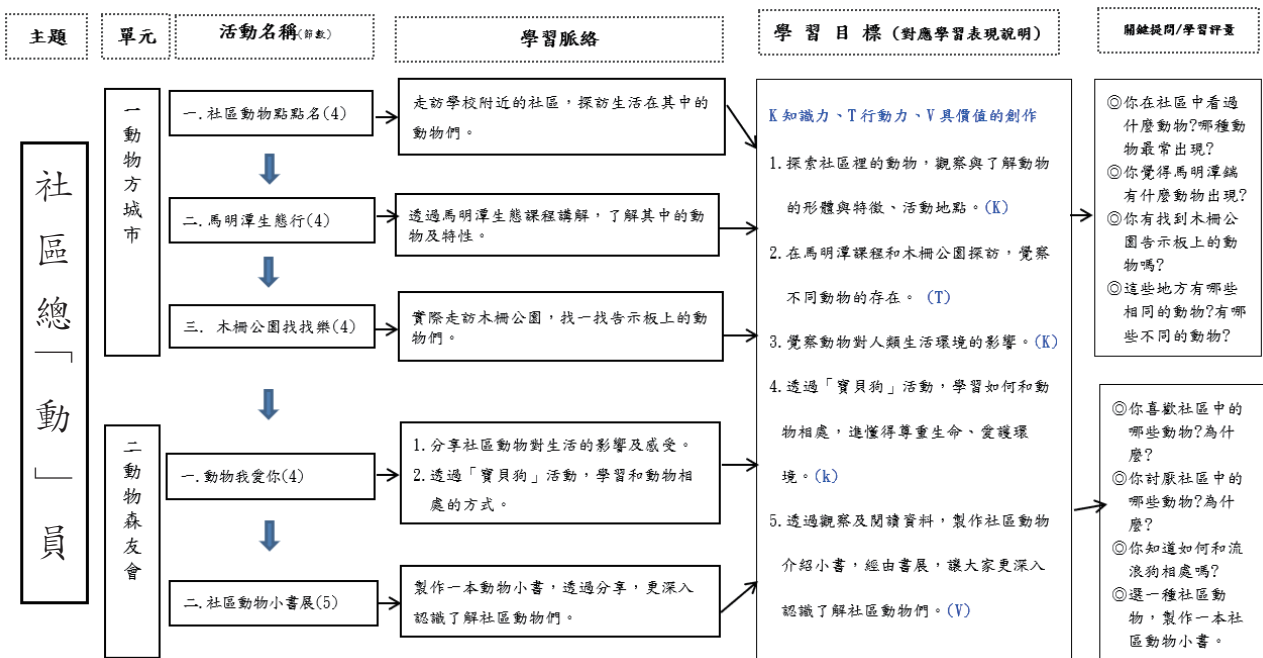 主題
單元
活動名稱(節數)
學習脈絡
學習目標(對應學習表現說明)
關鍵提問/學習評量
社區總「動」員
一動物方城市
一.社區動物點點名(4)
走訪學校附近的社區，探訪生活在其中的
動物們。
二.馬明潭生態行(4)
透過馬明潭生態課程講解，了解其中的動
物及特性。
三. 木柵公園找找樂(4)
實際走訪木柵公園，找一找告示板上的動
物們。
二動物森友會
一.動物我愛你(4)
1.分享社區動物對生活的影響及感受。
2.透過「寶貝狗」活動，學習和動物相
處的方式。
二.社區動物小書展(5)
製作一本動物小書，透過分享，更深入
認識了解社區動物們。
K知識力、T行動力、V具價值的創作
1.探索社區裡的動物，觀察與了解動物
的形體與特徵、活動地點。(K)
2.在馬明潭課程和木柵公園探訪，覺察
不同動物的存在。 (T)
3.覺察動物對人類生活環境的影響。(K)
4.透過「寶貝狗」活動，學習如何和動
物相處，進懂得尊重生命、愛護環
境。(k)
5.透過觀察及閱讀資料，製作社區動物
介紹小書，經由書展，讓大家更深入
認識了解社區動物們。(V)
◎你在社區中看過
什麼動物?哪種動
物最常出現?
◎你覺得馬明潭鍴
有什麼動物出現?
◎你有找到木柵公
園告示板上的動
物嗎?
◎這些地方有哪些
相同的動物?有哪
些不同的動物?
◎你喜歡社區中的
哪些動物?為什
麼?
◎你討厭社區中的
哪些動物?為什
麼?
◎你知道如何和流
浪狗相處嗎?
◎選一種社區動
物，製作一本社
區動物小書。